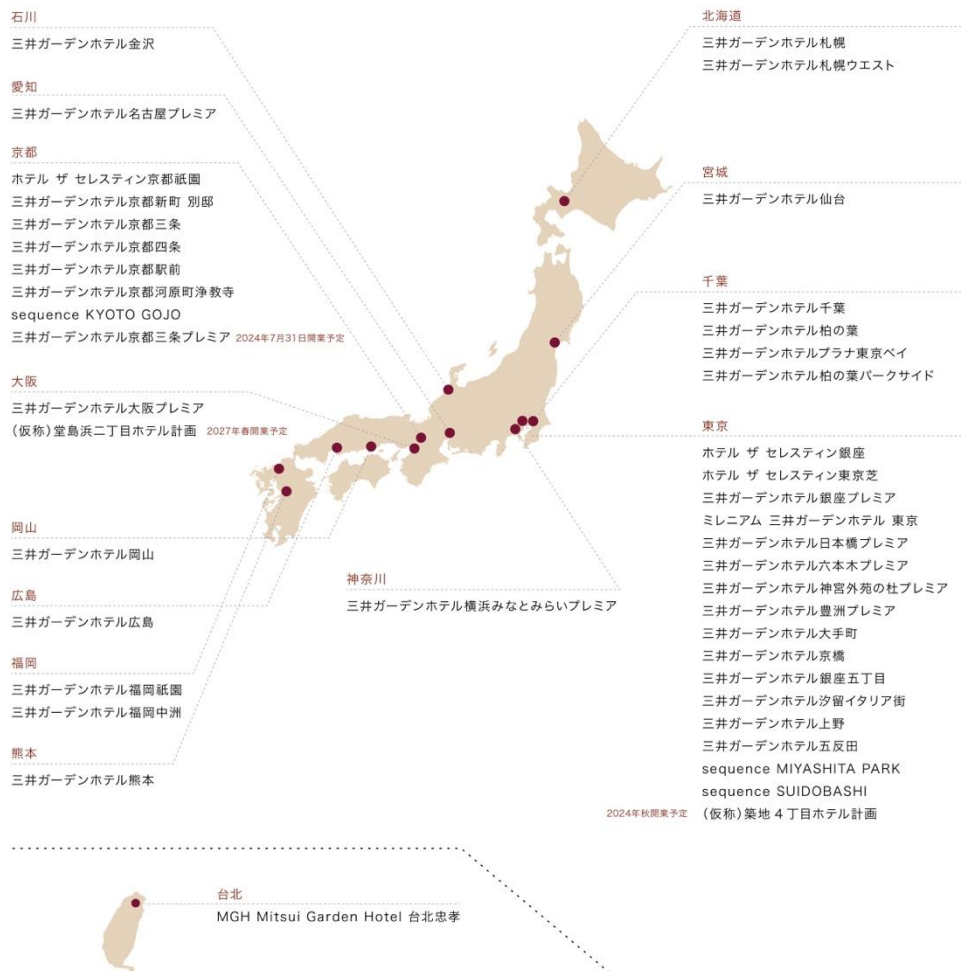 石川
三井ガーデンホテル金沢
愛知
三井ガーデンホテル名古屋プレミア
京都
ホテル ザ セレスティン京都祇園
三井ガーデンホテル京都新町 別邸
三井ガーデンホテル京都三条
三井ガーデンホテル京都四条
三井ガーデンホテル京都駅前
三井ガーデンホテル京都河原町浄教寺
sequence KYOTO GOJO
三井ガーデンホテル京都三条プレミア 2024年7月31日開業予定
大阪
三井ガーデンホテル大阪プレミア
(仮称)堂島浜二丁目ホテル計画 2027年春開業予定
岡山
三井ガーデンホテル岡山
広島
三井ガーデンホテル広島
福岡
三井ガーデンホテル福岡祇園
三井ガーデンホテル福岡中洲
熊本
三井ガーデンホテル熊本
神奈川
三井ガーデンホテル横浜みなとみらいプレミア
北海道
三井ガーデンホテル札幌
三井ガーデンホテル札幌ウエスト
宮城
三井ガーデンホテル仙台
千葉
三井ガーデンホテル千葉
三井ガーデンホテル柏の葉
三井ガーデンホテルプラナ東京ベイ
三井ガーデンホテル柏の葉パークサイド
東京
ホテル ザ セレスティン銀座
ホテル ザ セレスティン東京芝
三井ガーデンホテル銀座プレミア
ミレニアム 三井ガーデンホテル 東京
三井ガーデンホテル日本橋プレミア
三井ガーデンホテル六本木プレミア
三井ガーデンホテル神宮外苑の杜プレミア
三井ガーデンホテル豊洲プレミア
三井ガーデンホテル大手町
三井ガーデンホテル京橋
三井ガーデンホテル銀座五丁目
三井ガーデンホテル汐留イタリア街
三井ガーデンホテル上野
三井ガーデンホテル五反田
sequence MIYASHITA PARK
sequence SUIDOBASHI
2024年秋開業予定 (仮称)築地4丁目ホテル計画
台北
MGH Mitsui Garden Hotel 台北忠孝